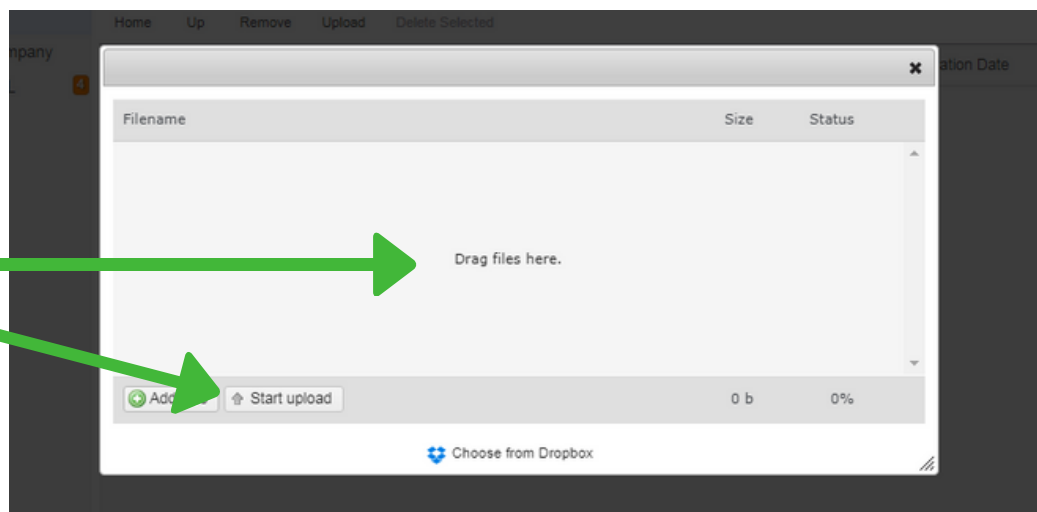 Home Up Remove Upload Delete Selected
mpany
4
ation Date
Filename Size Status
Drag files here.
Start upload 0 b 0%
Choose from Dropbox